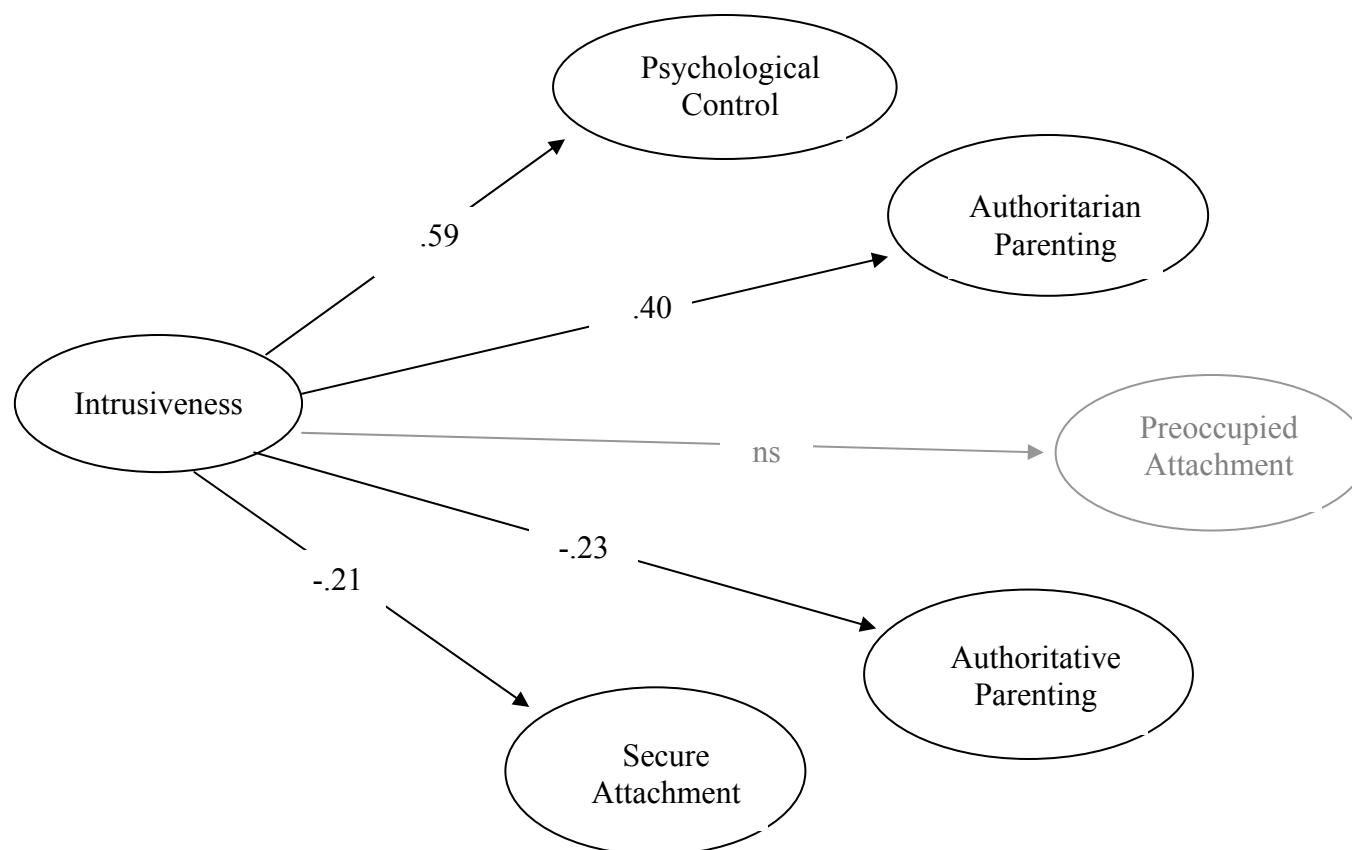 Psychological
Control
Authoritarian
Parenting
.59
.40
Intrusiveness
Preoccupied
Attachment
ns
-.23
-.21
Authoritative
Parenting
Secure
Attachment